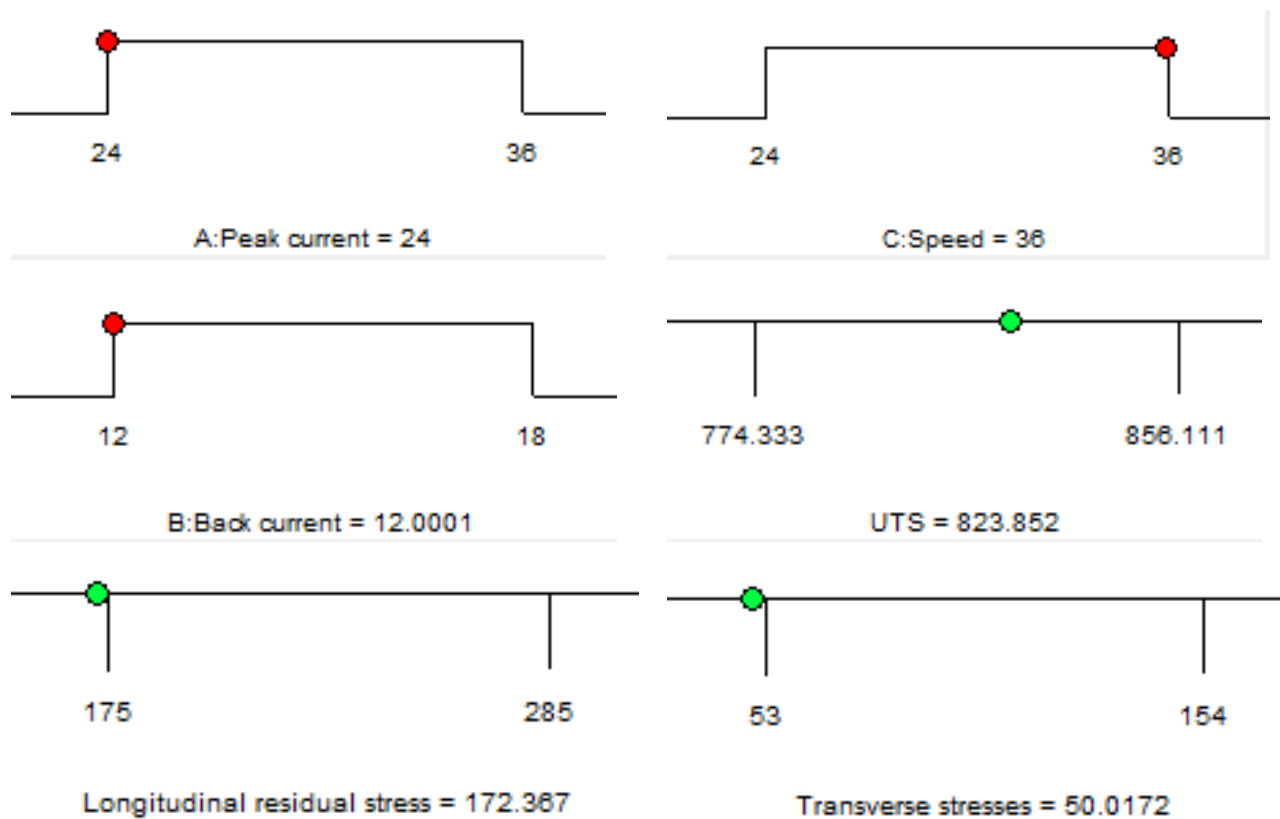 24 36
A:Peak current = 24
24 36
C:Speed = 36
12 18
B:Back current = 12.0001
774.333 856.111
UTS = 823.852
175 285
Longitudinal residual stress = 172.367
53 154
Transverse stresses = 50.0172